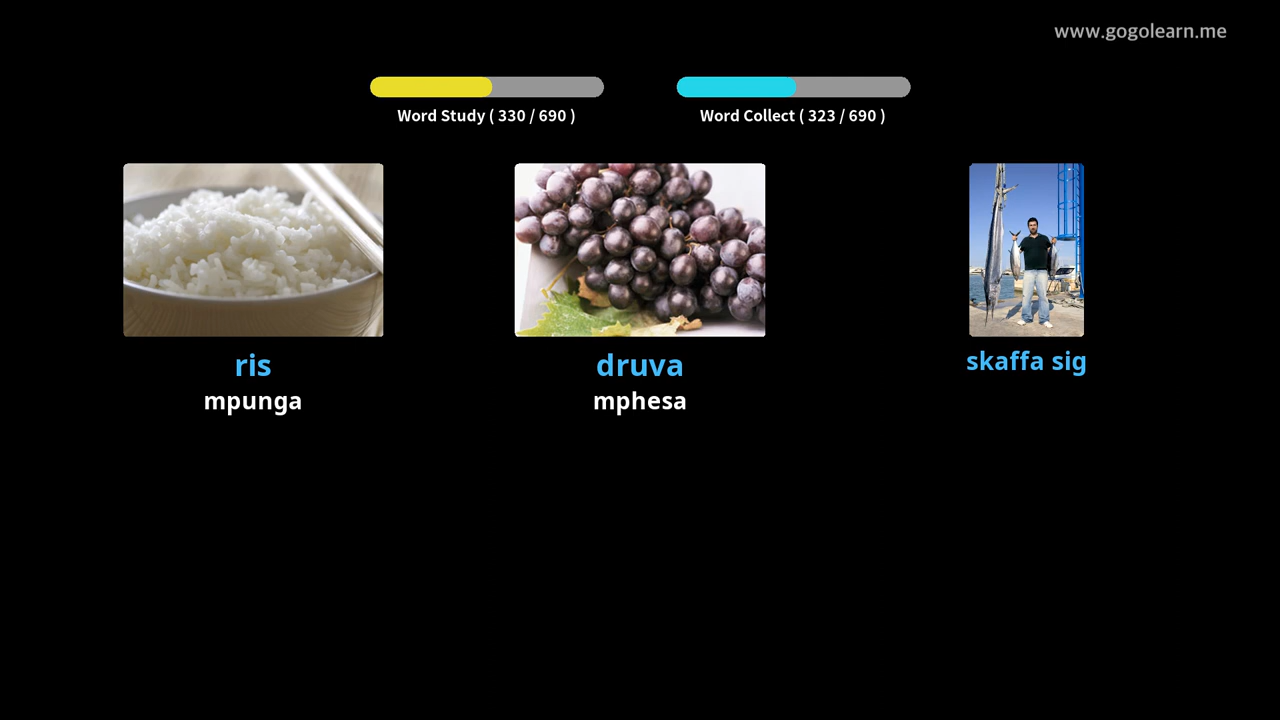 www.gogolearn.me
Word Study ( 330 / 690 )
Word Collect ( 323 / 690 )
ris
mpunga
druva
mphesa
skaffa sig